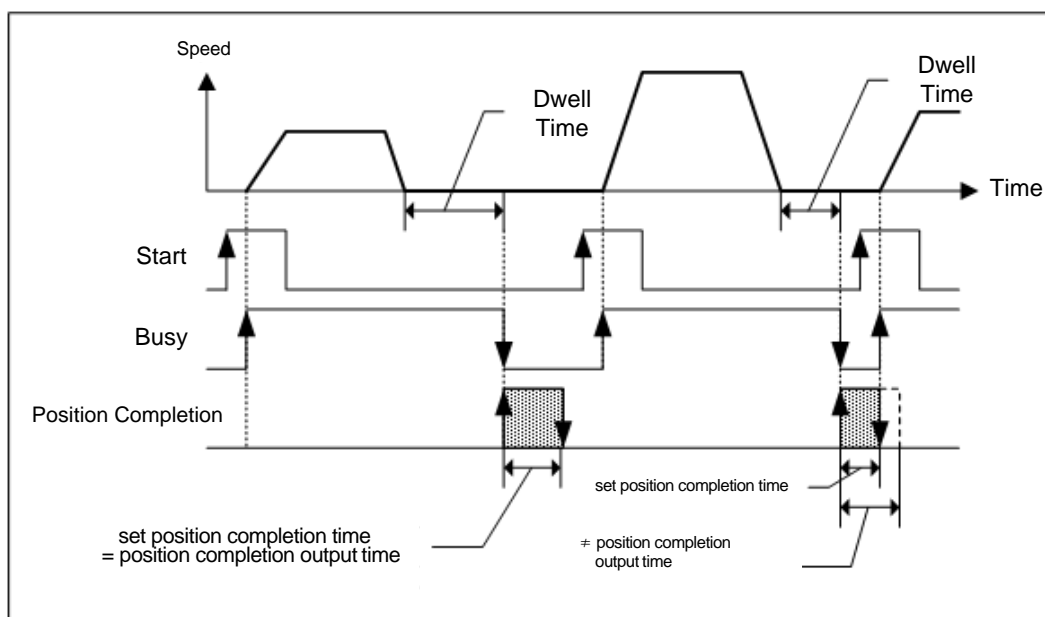 Speed
Dwell
Time
Dwell
Time
Time
Start
Busy
Position Completion
set position completion time
= position completion output time
set position completion time
≠ position completion
output time